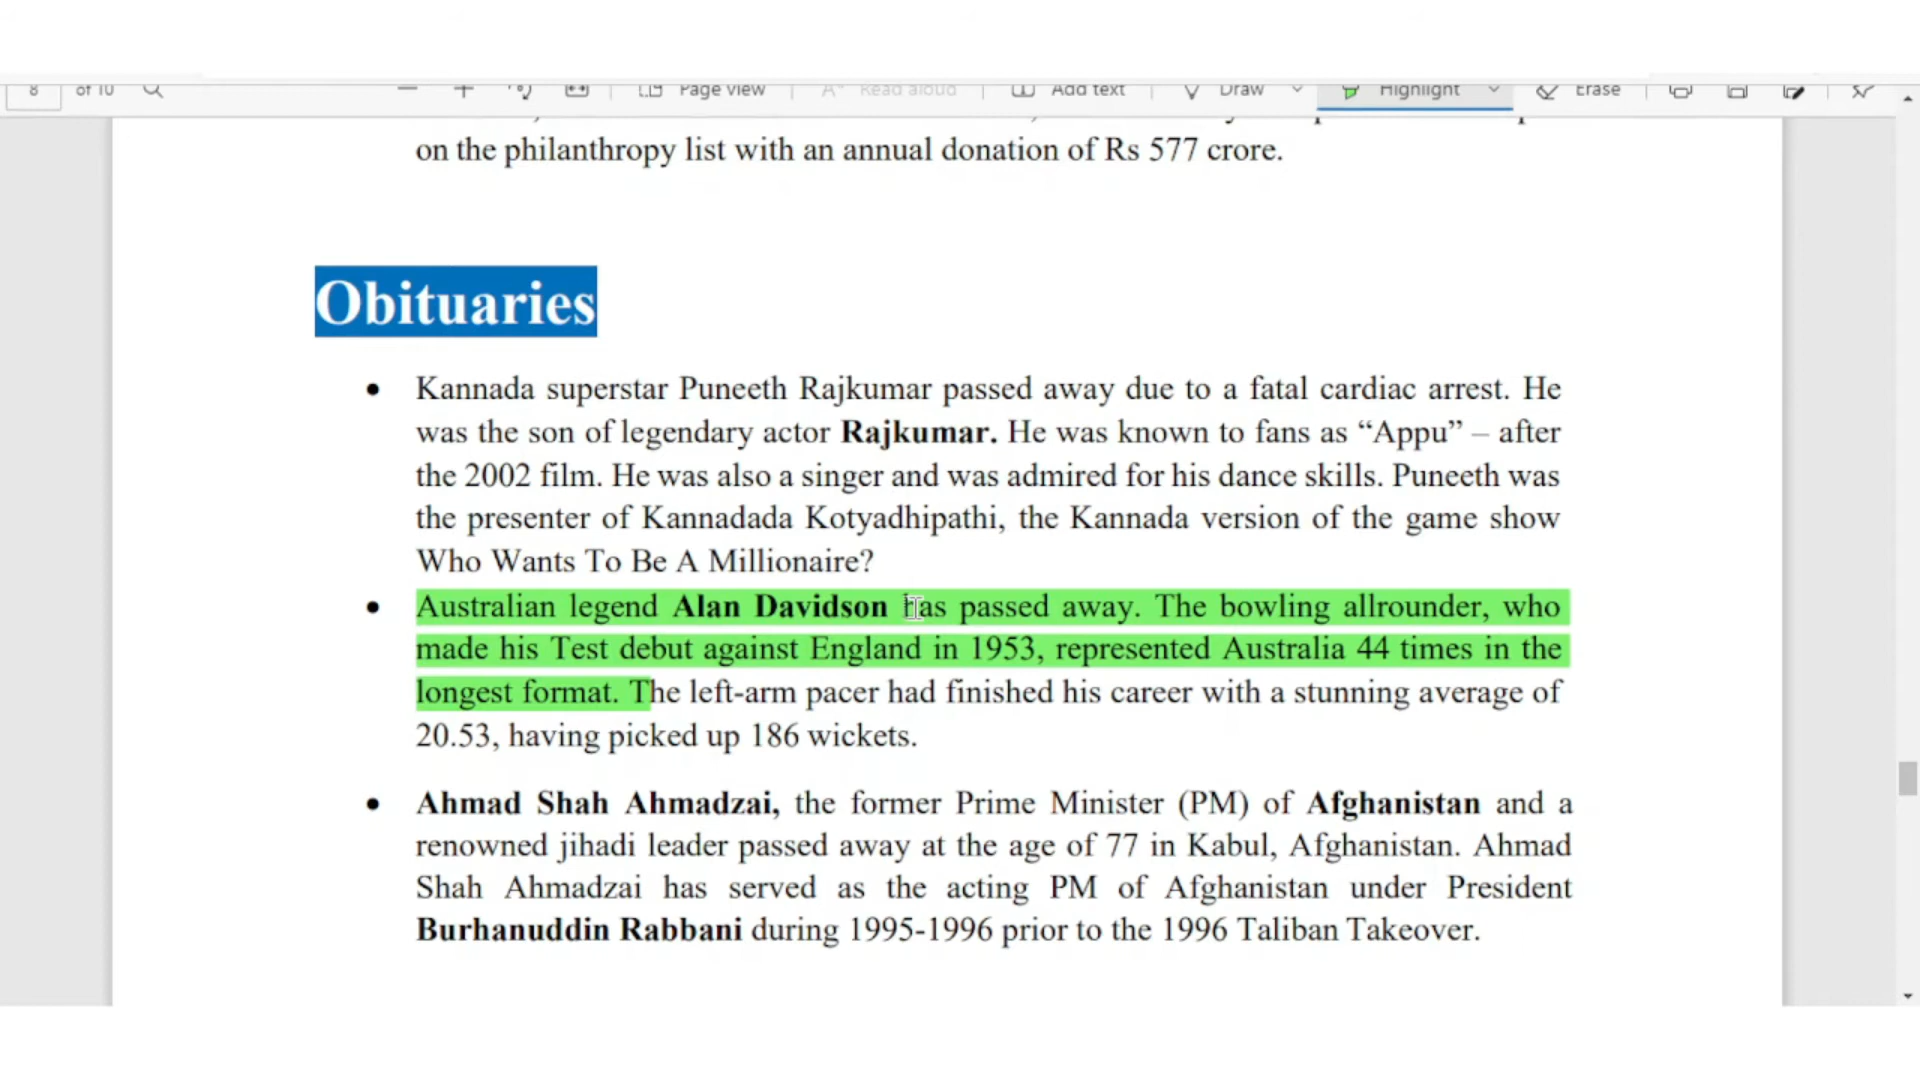 8 of 10 Page view Read aloud Add text Draw Highlight Erase
on the philanthropy list with an annual donation of Rs 577 crore.
Obituaries
• Kannada superstar Puneeth Rajkumar passed away due to a fatal cardiac arrest. He
was the son of legendary actor Rajkumar. He was known to fans as “Appu” – after
the 2002 film. He was also a singer and was admired for his dance skills. Puneeth was
the presenter of Kannadada Kotyadhipathi, the Kannada version of the game show
Who Wants To Be A Millionaire?
• Australian legend Alan Davidson has passed away. The bowling allrounder, who
made his Test debut against England in 1953, represented Australia 44 times in the
longest format. The left-arm pacer had finished his career with a stunning average of
20.53, having picked up 186 wickets.
• Ahmad Shah Ahmadzai, the former Prime Minister (PM) of Afghanistan and a
renowned jihadi leader passed away at the age of 77 in Kabul, Afghanistan. Ahmad
Shah Ahmadzai has served as the acting PM of Afghanistan under President
Burhanuddin Rabbani during 1995-1996 prior to the 1996 Taliban Takeover.